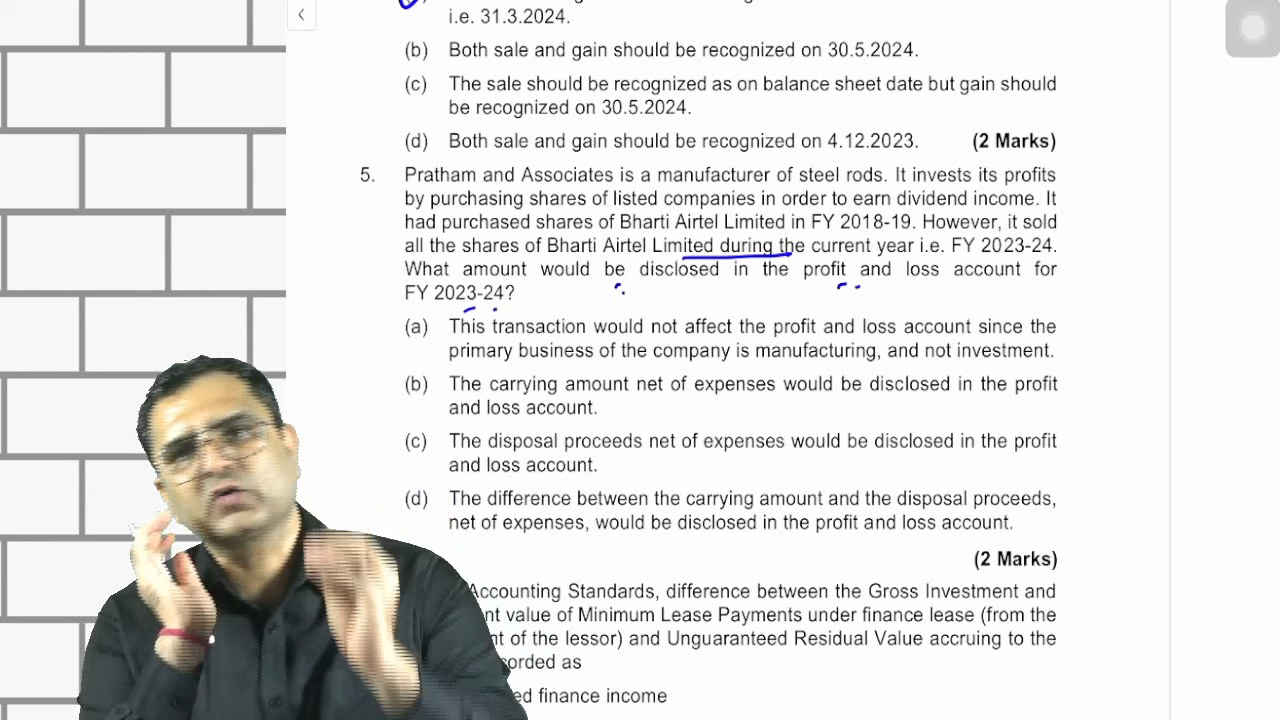 i.e. 31.3.2024.
(b) Both sale and gain should be recognized on 30.5.2024.
(c) The sale should be recognized as on balance sheet date but gain should
be recognized on 30.5.2024.
(d) Both sale and gain should be recognized on 4.12.2023. (2 Marks)
5. Pratham and Associates is a manufacturer of steel rods. It invests its profits
by purchasing shares of listed companies in order to earn dividend income. It
had purchased shares of Bharti Airtel Limited in FY 2018-19. However, it sold
all the shares of Bharti Airtel Limited during the current year i.e. FY 2023-24.
What amount would be disclosed in the profit and loss account for
FY 2023-24?
(a) This transaction would not affect the profit and loss account since the
primary business of the company is manufacturing, and not investment.
(b) The carrying amount net of expenses would be disclosed in the profit
and loss account.
(c) The disposal proceeds net of expenses would be disclosed in the profit
and loss account.
(d) The difference between the carrying amount and the disposal proceeds,
net of expenses, would be disclosed in the profit and loss account.
(2 Marks)
Accounting Standards, difference between the Gross Investment and
value of Minimum Lease Payments under finance lease (from the
of the lessor) and Unguaranteed Residual Value accruing to the
as
finance income